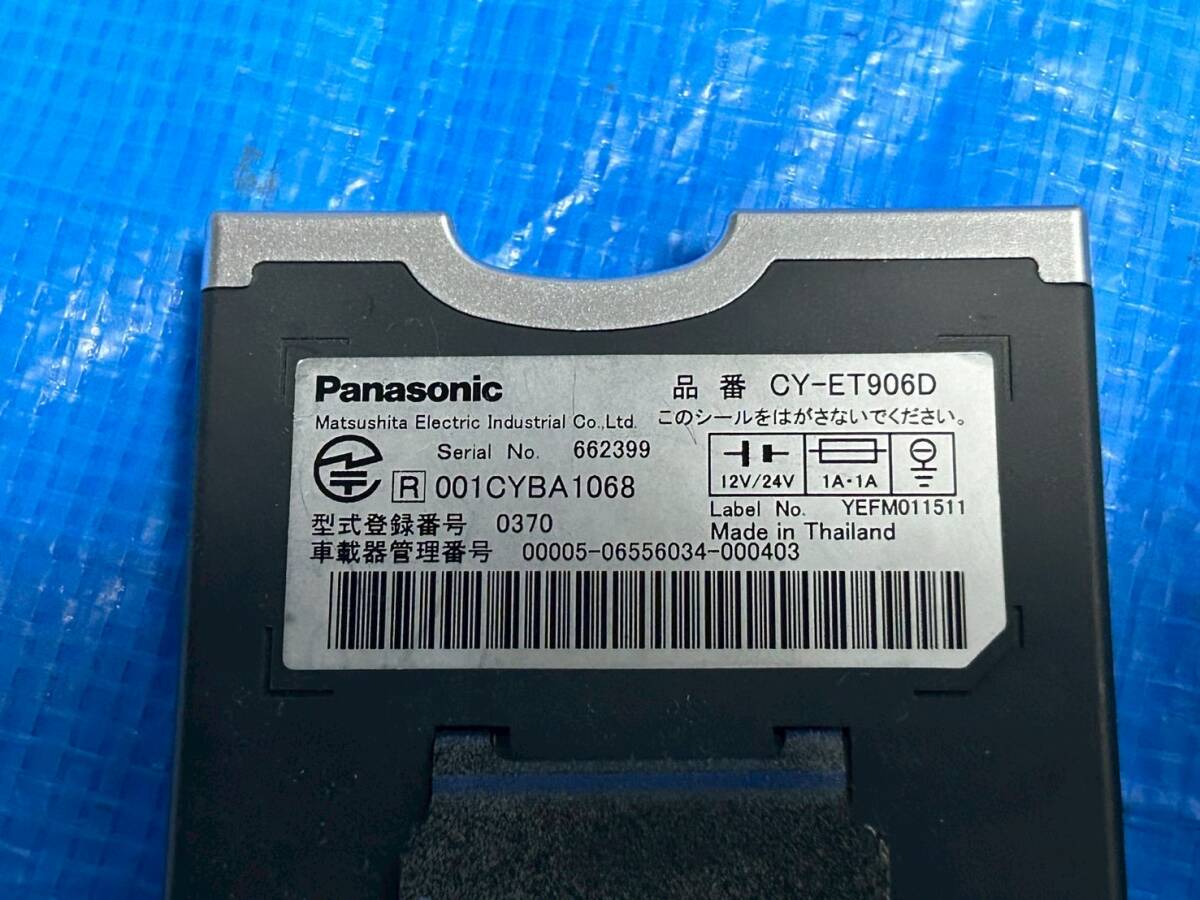 Panasonic
品 番 CY-ET906D
Matsushita Electric Industrial Co.,Ltd.
このシールをはがさないでください。
Serial No. 662399
R 001CYBA1068
12V/24V
1A・1A
Label No. YEFM011511
型式登録番号 0370
Made in Thailand
車載器管理番号 00005-06556034-000403